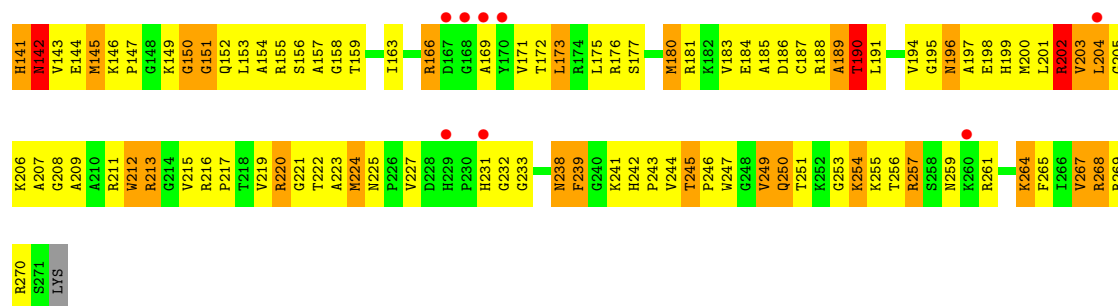 H141 N142 V143 E144 M145 K146 P147 G148 K149 G150 G151 Q152 L153 A154 R155 S156 A157 G158 T159 I163 R166 D167 G168 A169 Y170 V171 T172 L173 R174 L175 R176 S177 M180 R181 K182 V183 E184 A185 D186 C187 R188 A189 T190 L191 V194 G195 N196 A197 E198 H199 M200 L201 R202 V203 L204 G205
K206 A207 G208 A209 A210 R211 W212 R213 G214 V215 R216 P217 T218 V219 R220 G221 T222 A223 M224 N225 P226 V227 D228 H229 P230 H231 G232 G233 N238 F239 G240 K241 H242 P243 V244 T245 P246 W247 G248 V249 Q250 T251 K252 G253 K254 K255 T256 R257 S258 N259 K260 R261 K264 F265 I266 V267 R268 R269
R270 S271 LYS